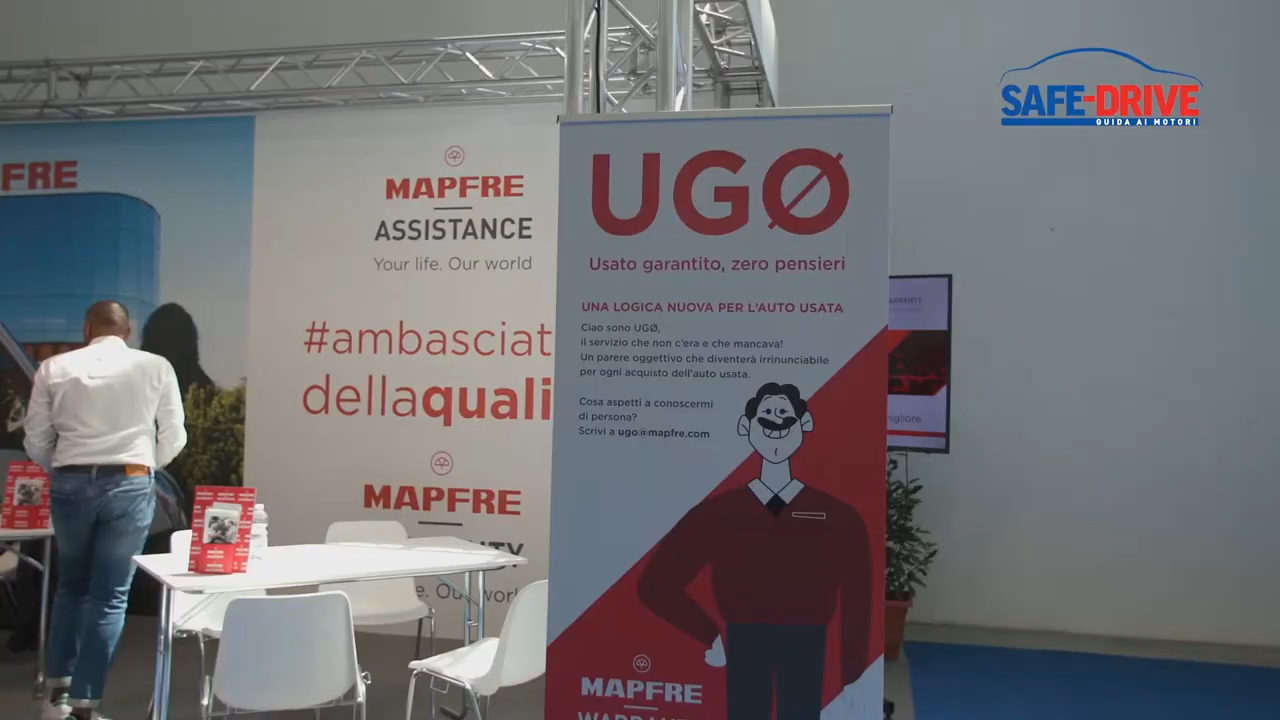 SAFE-DRIVE
GUIDA AI MOTORI
FRE
MAPFRE
ASSISTANCE
Your life. Our world
#ambasciat
dellaquali
MAPFRE
UGØ
Usato garantito, zero pensieri
UNA LOGICA NUOVA PER L'AUTO USATA
Ciao sono UGØ,
il servizio che non c'era e che mancava!
Un parere oggettivo che diventerà irrinunciabile
per ogni acquisto dell'auto usata.
Cosa aspetti a conoscermi
di persona?
Scrivi a ugo@mapfre.com
MAPFRE